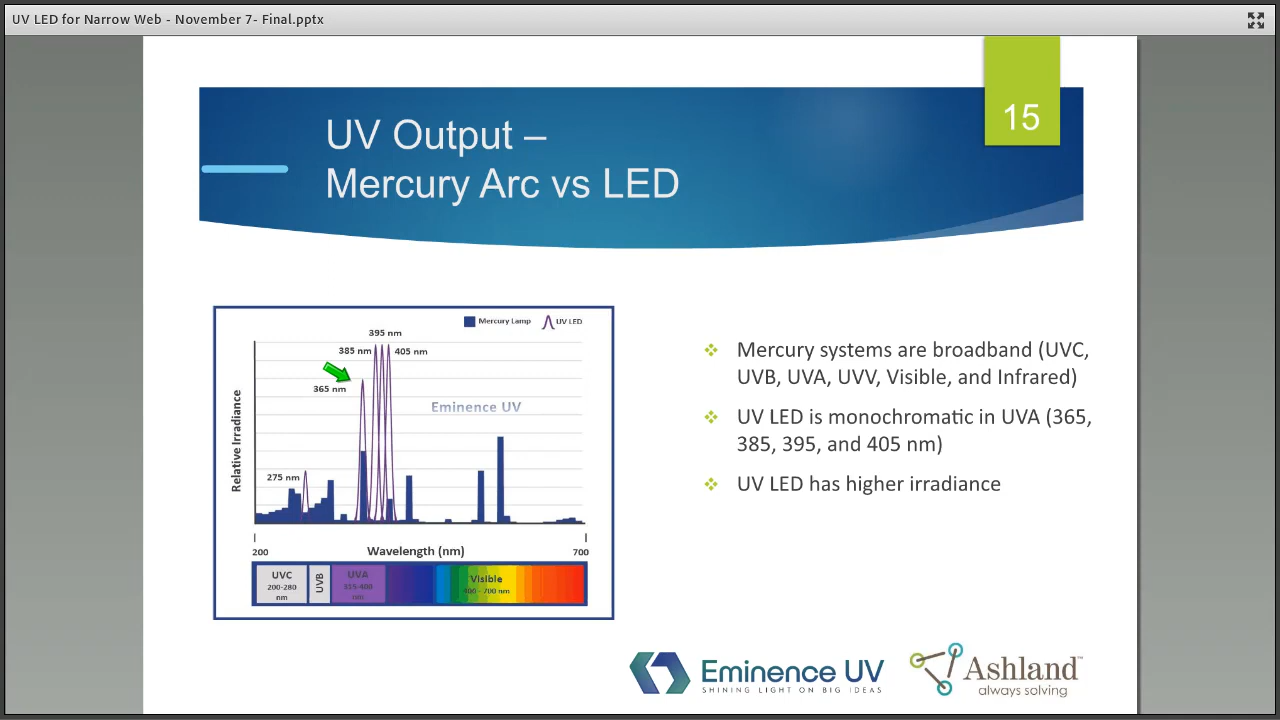 UV LED for Narrow Web - November 7- Final.pptx
15
UV Output –
Mercury Arc vs LED
Mercury Lamp
UV LED
395 nm
385 nm
405 nm
365 nm
Eminence UV
275 nm
Relative Irradiance
200
Wavelength (nm)
700
UVC
200-280
nm
UVB
UVA
315-400
nm
Visible
400 - 700 nm
Mercury systems are broadband (UVC,
UVB, UVA, UVV, Visible, and Infrared)
UV LED is monochromatic in UVA (365,
385, 395, and 405 nm)
UV LED has higher irradiance
Eminence UV
SHINING LIGHT ON BIG IDEAS
Ashland™
always solving